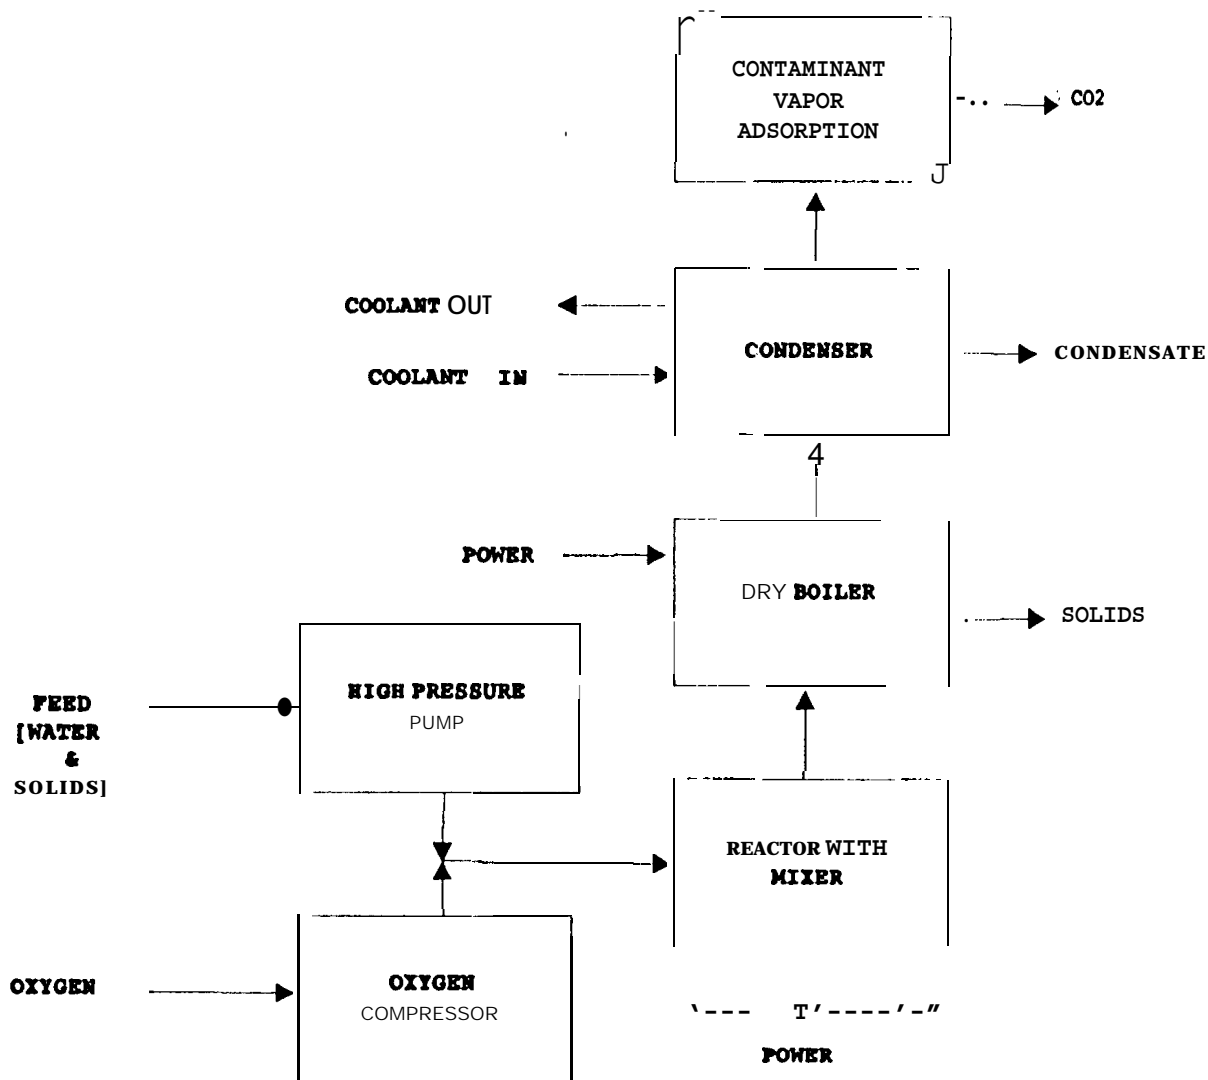 CONTAMINANT
VAPOR
ADSORPTION
CO2
COOLANT OUT
COOLANT IN
CONDENSER
CONDENSATE
POWER
DRY BOILER
SOLIDS
FEED
[WATER
&
SOLIDS]
HIGH PRESSURE
PUMP
REACTOR WITH
MIXER
OXYGEN
OXYGEN
COMPRESSOR
POWER